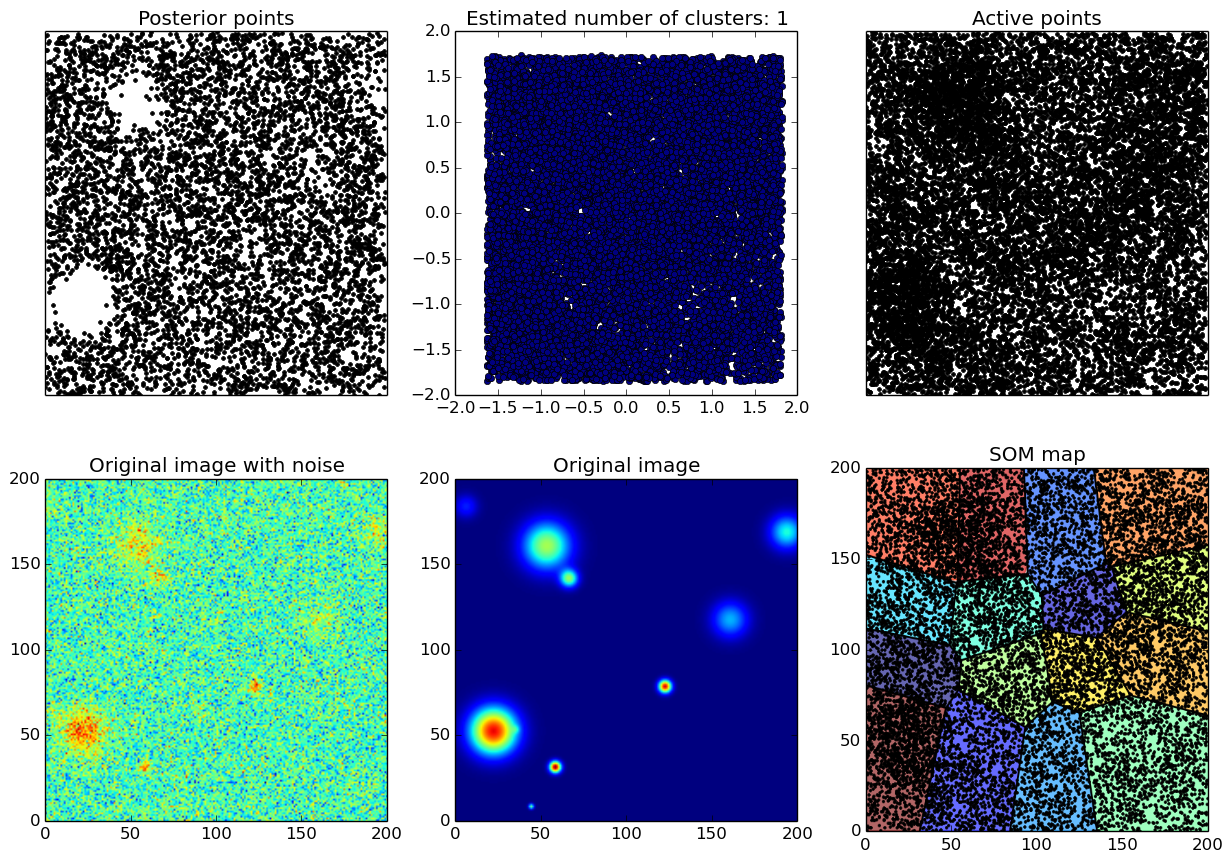 Posterior points
Estimated number of clusters: 1
Active points
2.0
1.5
1.0
0.5
0.0
−0.5
−1.0
−1.5
−2.0
−2.0 −1.5 −1.0 −0.5 0.0 0.5 1.0 1.5 2.0
Original image with noise
Original image
SOM map
200
150
100
50
0
0 50 100 150 200
200
150
100
50
0
0 50 100 150 200
200
150
100
50
0
0 50 100 150 200